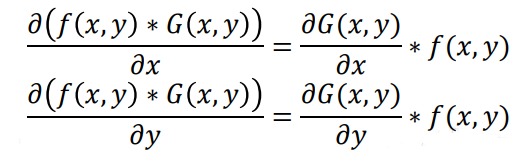 ∂(f(x,y) * G(x,y))/∂x = ∂G(x,y)/∂x * f(x,y)
∂(f(x,y) * G(x,y))/∂y = ∂G(x,y)/∂y * f(x,y)